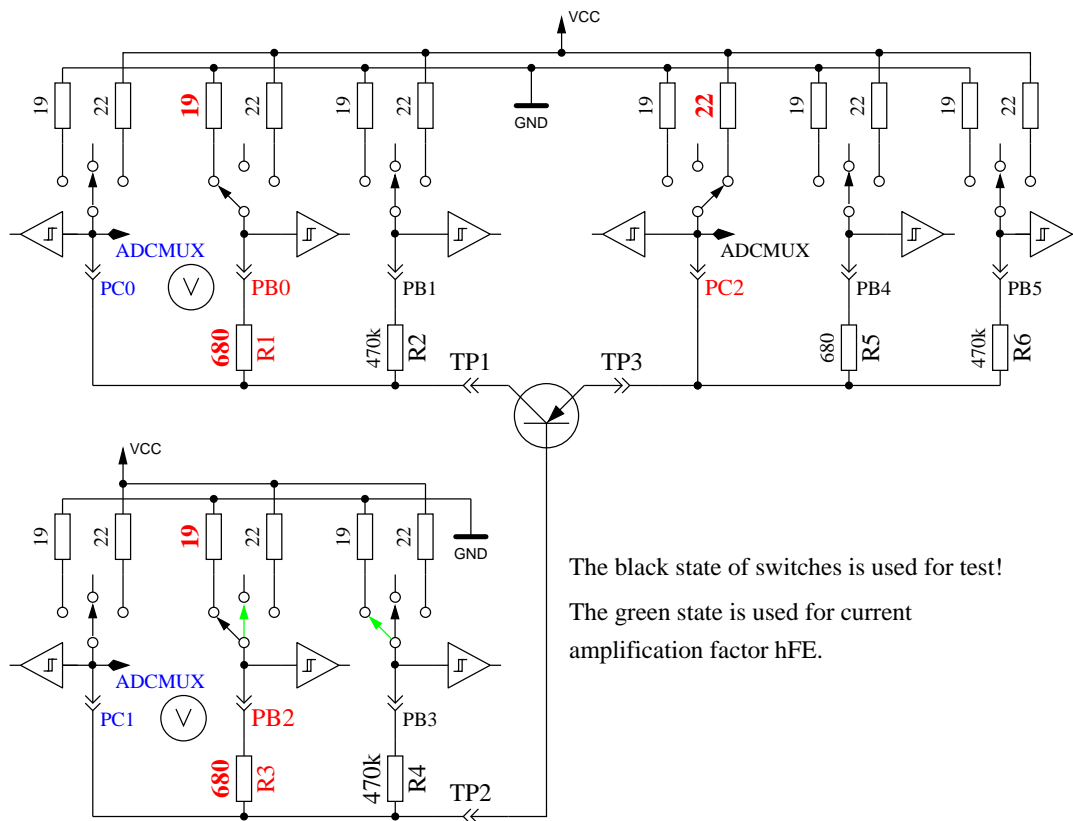 VCC
19
22
19
22
19
22
GND
19
22
19
22
19
22
ADCMUX
ADCMUX
PC0
V
PB0
PB1
PC2
PB4
PB5
680
R1
470k
R2
680
R5
470k
R6
TP1
TP3
VCC
19
22
19
22
19
22
GND
The black state of switches is used for test!
The green state is used for current
amplification factor hFE.
ADCMUX
PC1
V
PB2
PB3
680
R3
470k
R4
TP2